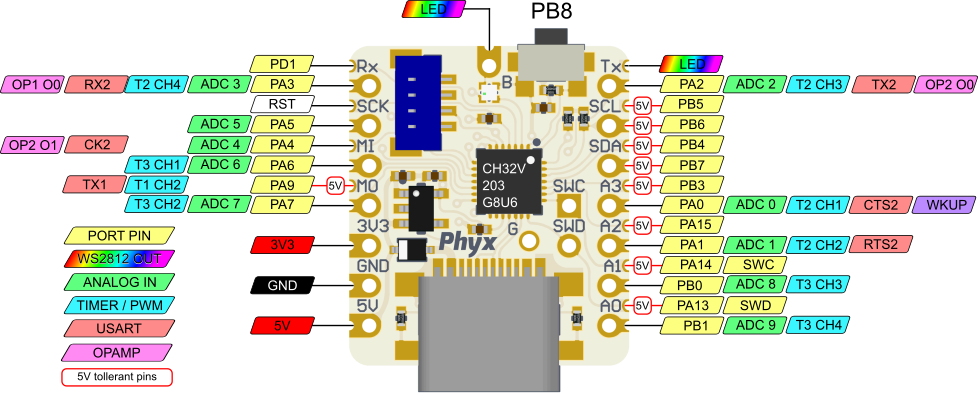 LED PB8
PD1 Rx Tx LED
OP1 O0 RX2 T2 CH4 ADC 3 PA3 B PA2 ADC 2 T2 CH3 TX2 OP2 O0
RST SCK SCL 5V PB5
ADC 5 PA5 5V PB6
OP2 O1 CK2 ADC 4 PA4 MI SDA 5V PB4
T3 CH1 ADC 6 PA6 CH32V 5V PB7
TX1 T1 CH2 PA9 5V MO 203 SWC A3 5V PB3
T3 CH2 ADC 7 PA7 G8U6 PA0 ADC 0 T2 CH1 CTS2 WKUP
3V3 G SWD A2 5V PA15
PORT PIN 3V3 Phyx PA1 ADC 1 T2 CH2 RTS2
WS2812 OUT GND A1 5V PA14 SWC
ANALOG IN GND PB0 ADC 8 T3 CH3
TIMER / PWM 5V A0 5V PA13 SWD
USART 5V PB1 ADC 9 T3 CH4
OPAMP
5V tollerant pins